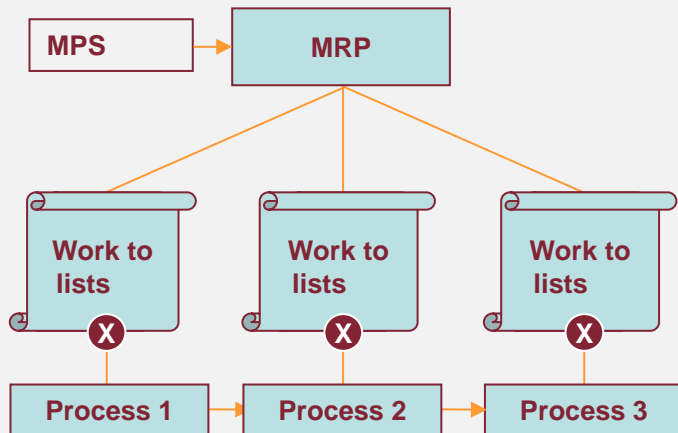 MPS
MRP
Work to
lists
Work to
lists
Work to
lists
X
X
X
Process 1
Process 2
Process 3